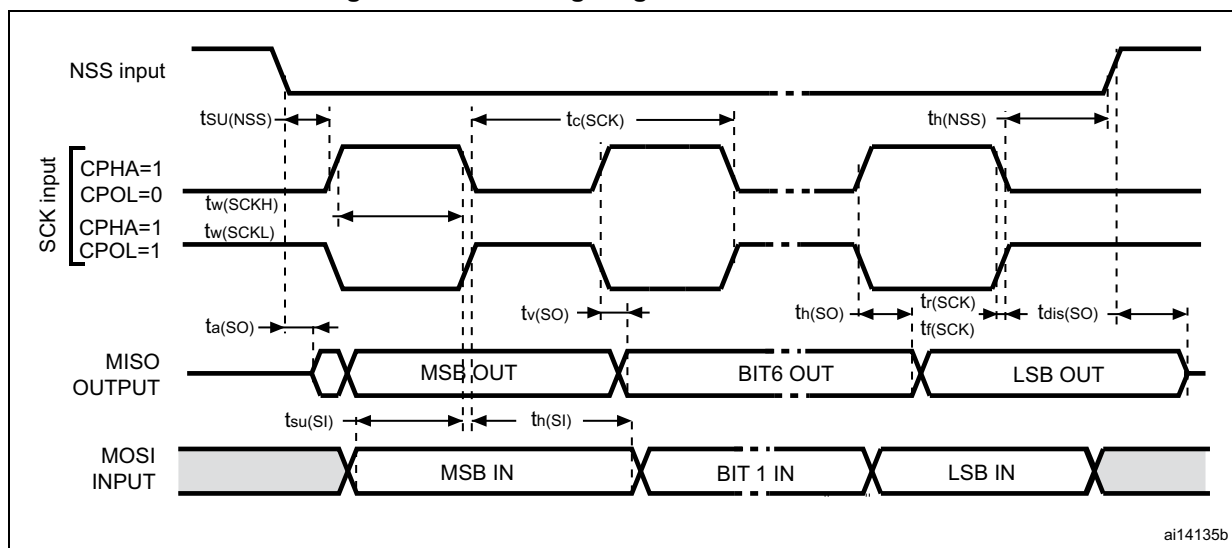 NSS input
tSU(NSS)
tc(SCK)
th(NSS)
SCK input
CPHA=1
CPOL=0
tw(SCKH)
CPHA=1
tw(SCKL)
CPOL=1
ta(SO)
tv(SO)
th(SO)
tr(SCK)
tf(SCK)
tdis(SO)
MISO
OUTPUT
MSB OUT
BIT6 OUT
LSB OUT
tsu(SI)
th(SI)
MOSI
INPUT
MSB IN
BIT 1 IN
LSB IN
ai14135b